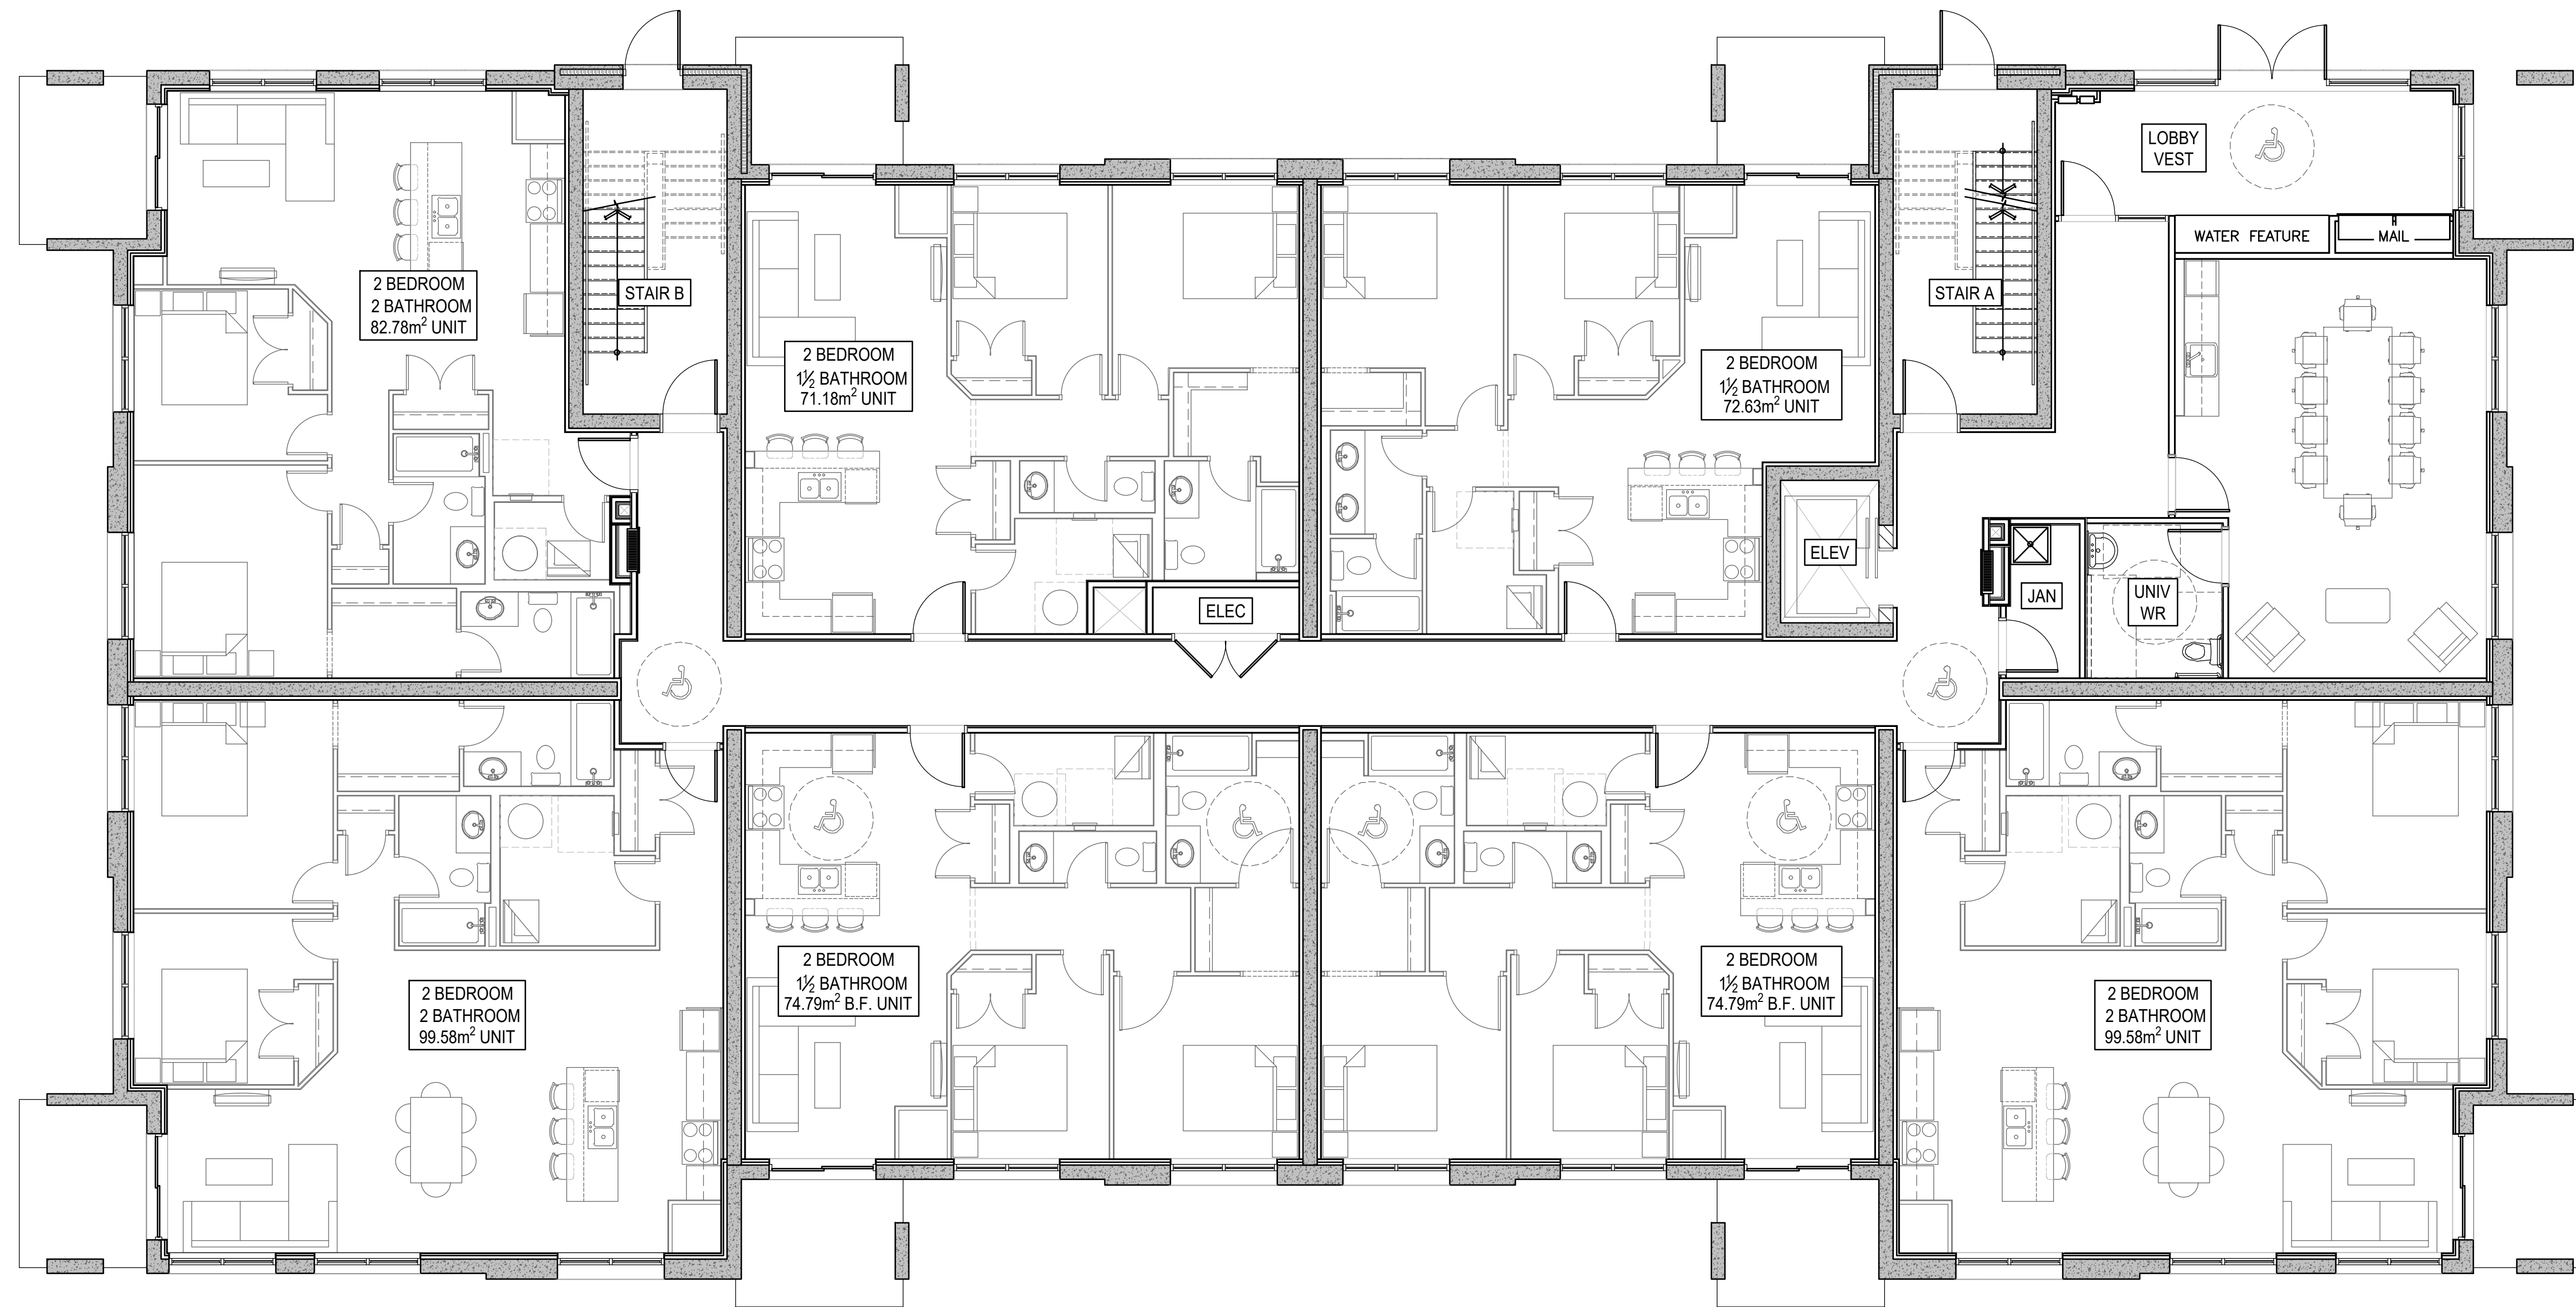 LOBBY
VEST
WATER FEATURE
MAIL
2 BEDROOM
2 BATHROOM
82.78m² UNIT
STAIR B
STAIR A
2 BEDROOM
1½ BATHROOM
71.18m² UNIT
2 BEDROOM
1½ BATHROOM
72.63m² UNIT
ELEV
ELEC
JAN
UNIV
WR
2 BEDROOM
2 BATHROOM
99.58m² UNIT
2 BEDROOM
1½ BATHROOM
74.79m² B.F. UNIT
2 BEDROOM
1½ BATHROOM
74.79m² B.F. UNIT
2 BEDROOM
2 BATHROOM
99.58m² UNIT